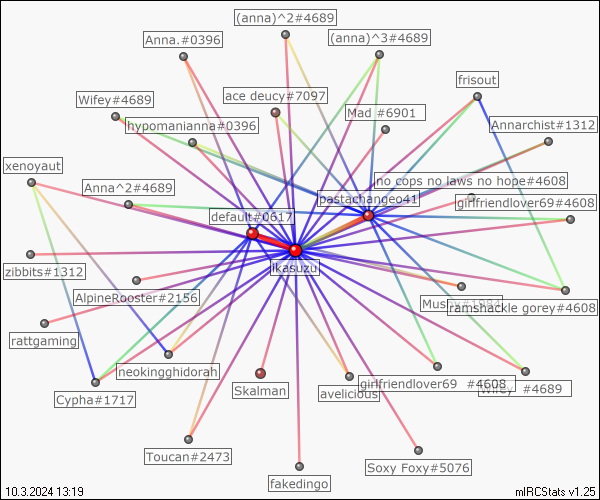 (anna)^2#4689
Anna.#0396
(anna)^3#4689
frisout
ace deucy#7097
Wifey#4689
Mad #6901
hypomanianna#0396
Annarchist#1312
xenoyaut
no cops no laws no hope#4608
Anna^2#4689
pastachangeo41
girlfriendlover69#4608
default#0617
ikasuzu
zibbits#1312
AlpineRooster#2156
ramshackle gorey#4608
rattgaming
neokingghidorah
Skalman
avelicious
girlfriendlover69 #4608
#4689
Cypha#1717
Toucan#2473
Soxy Foxy#5076
fakedingo
10.3.2024 13:19
mIRCStats v1.25